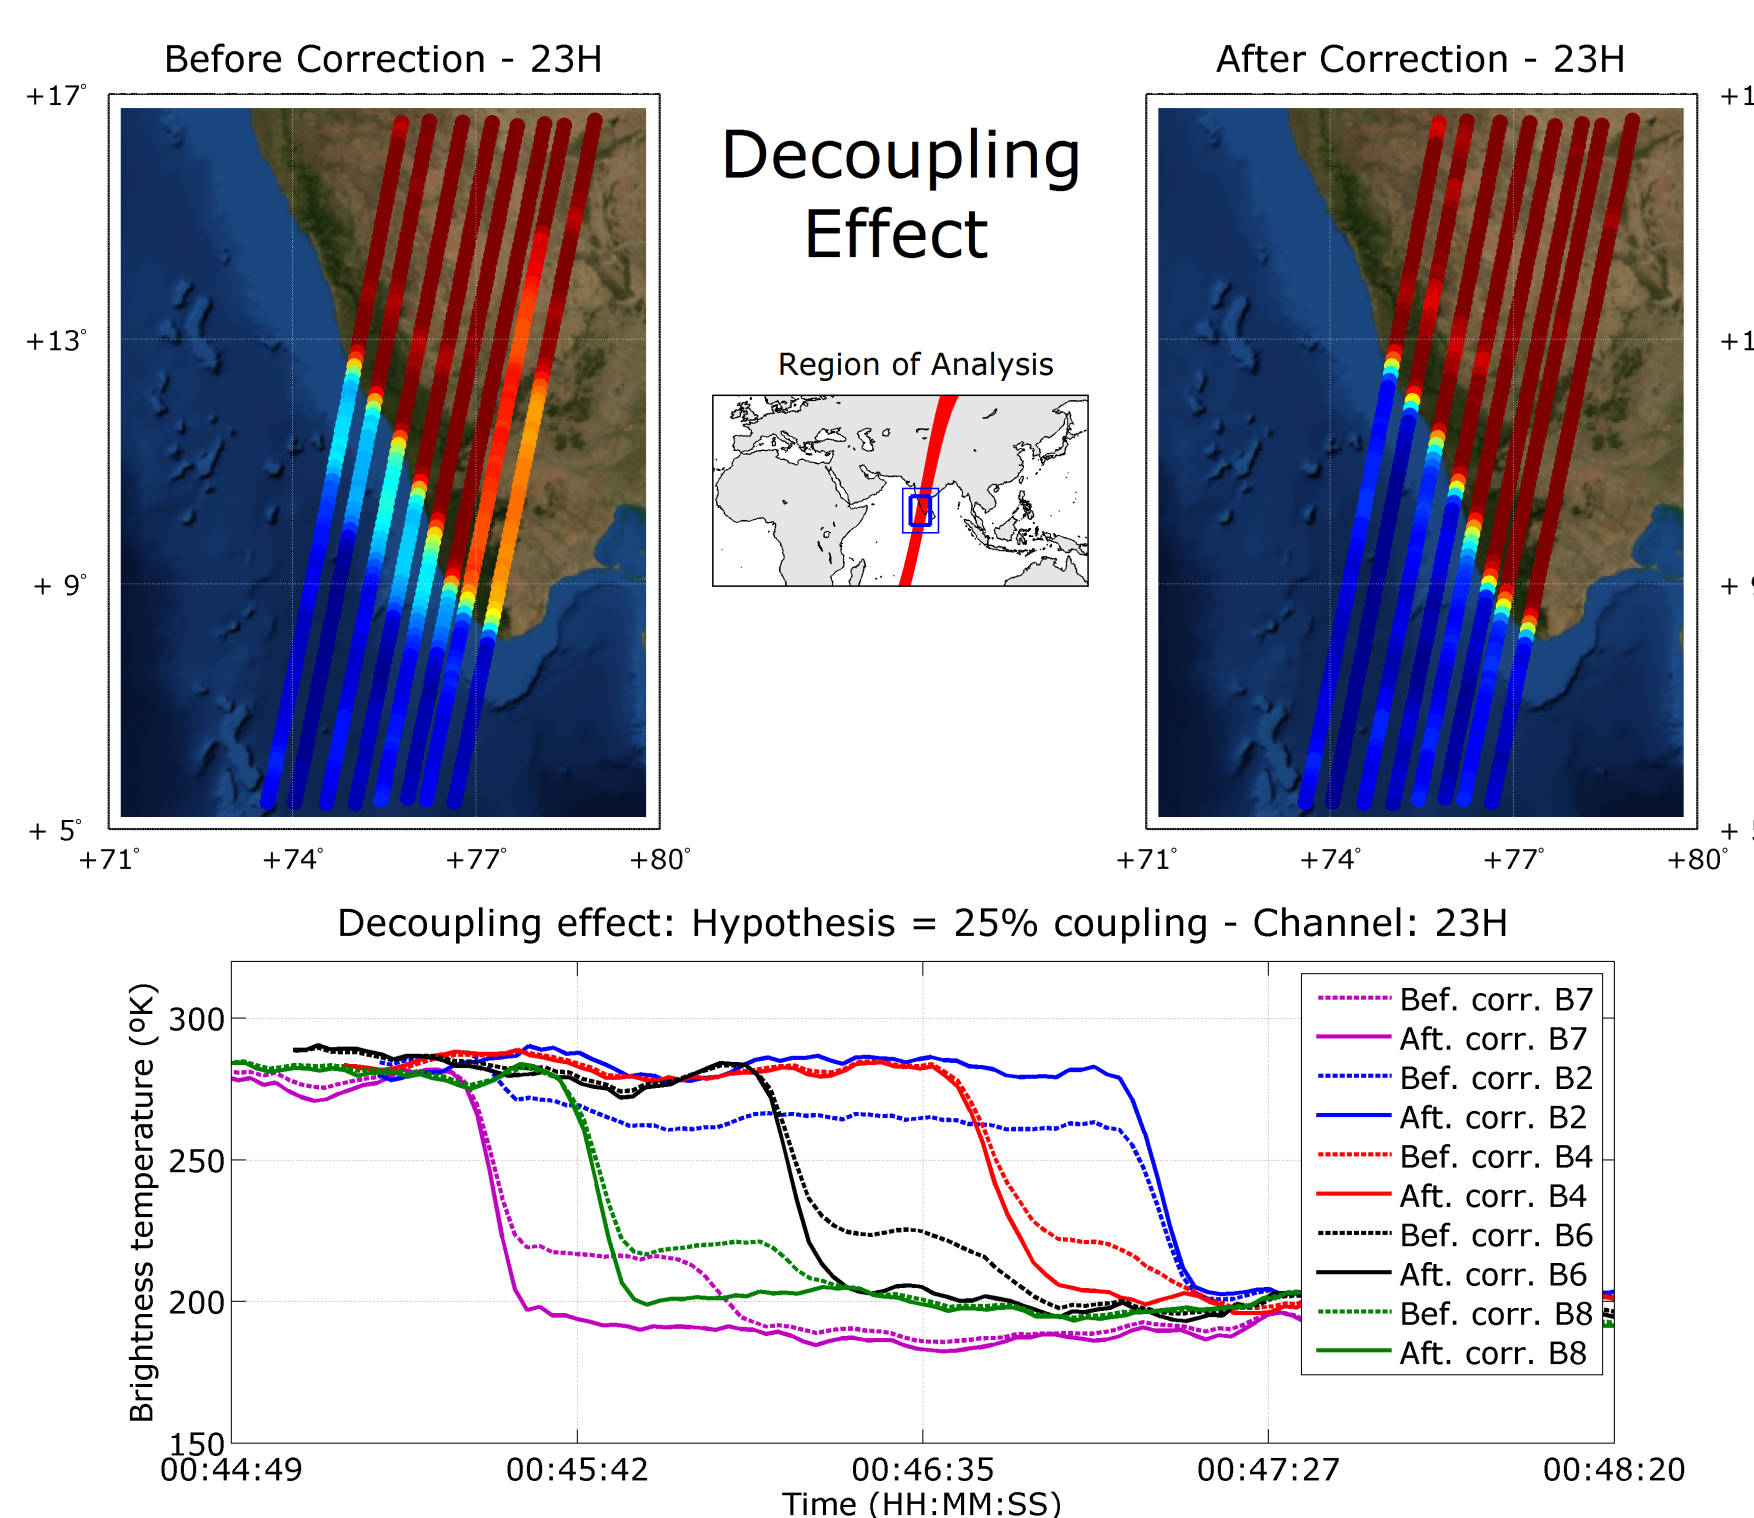 Before Correction - 23H
After Correction - 23H
+17°
+13°
+ 9°
+ 5°
+71°
+74°
+77°
+80°
Decoupling
Effect
Region of Analysis
+1
+1
+ 9
+ 5
+71°
+74°
+77°
+80°
Decoupling effect: Hypothesis = 25% coupling - Channel: 23H
Brightness temperature (ºK)
300
250
200
150
Bef. corr. B7
Aft. corr. B7
Bef. corr. B2
Aft. corr. B2
Bef. corr. B4
Aft. corr. B4
Bef. corr. B6
Aft. corr. B6
Bef. corr. B8
Aft. corr. B8
00:44:49
00:45:42
00:46:35
00:47:27
00:48:20
Time (HH:MM:SS)